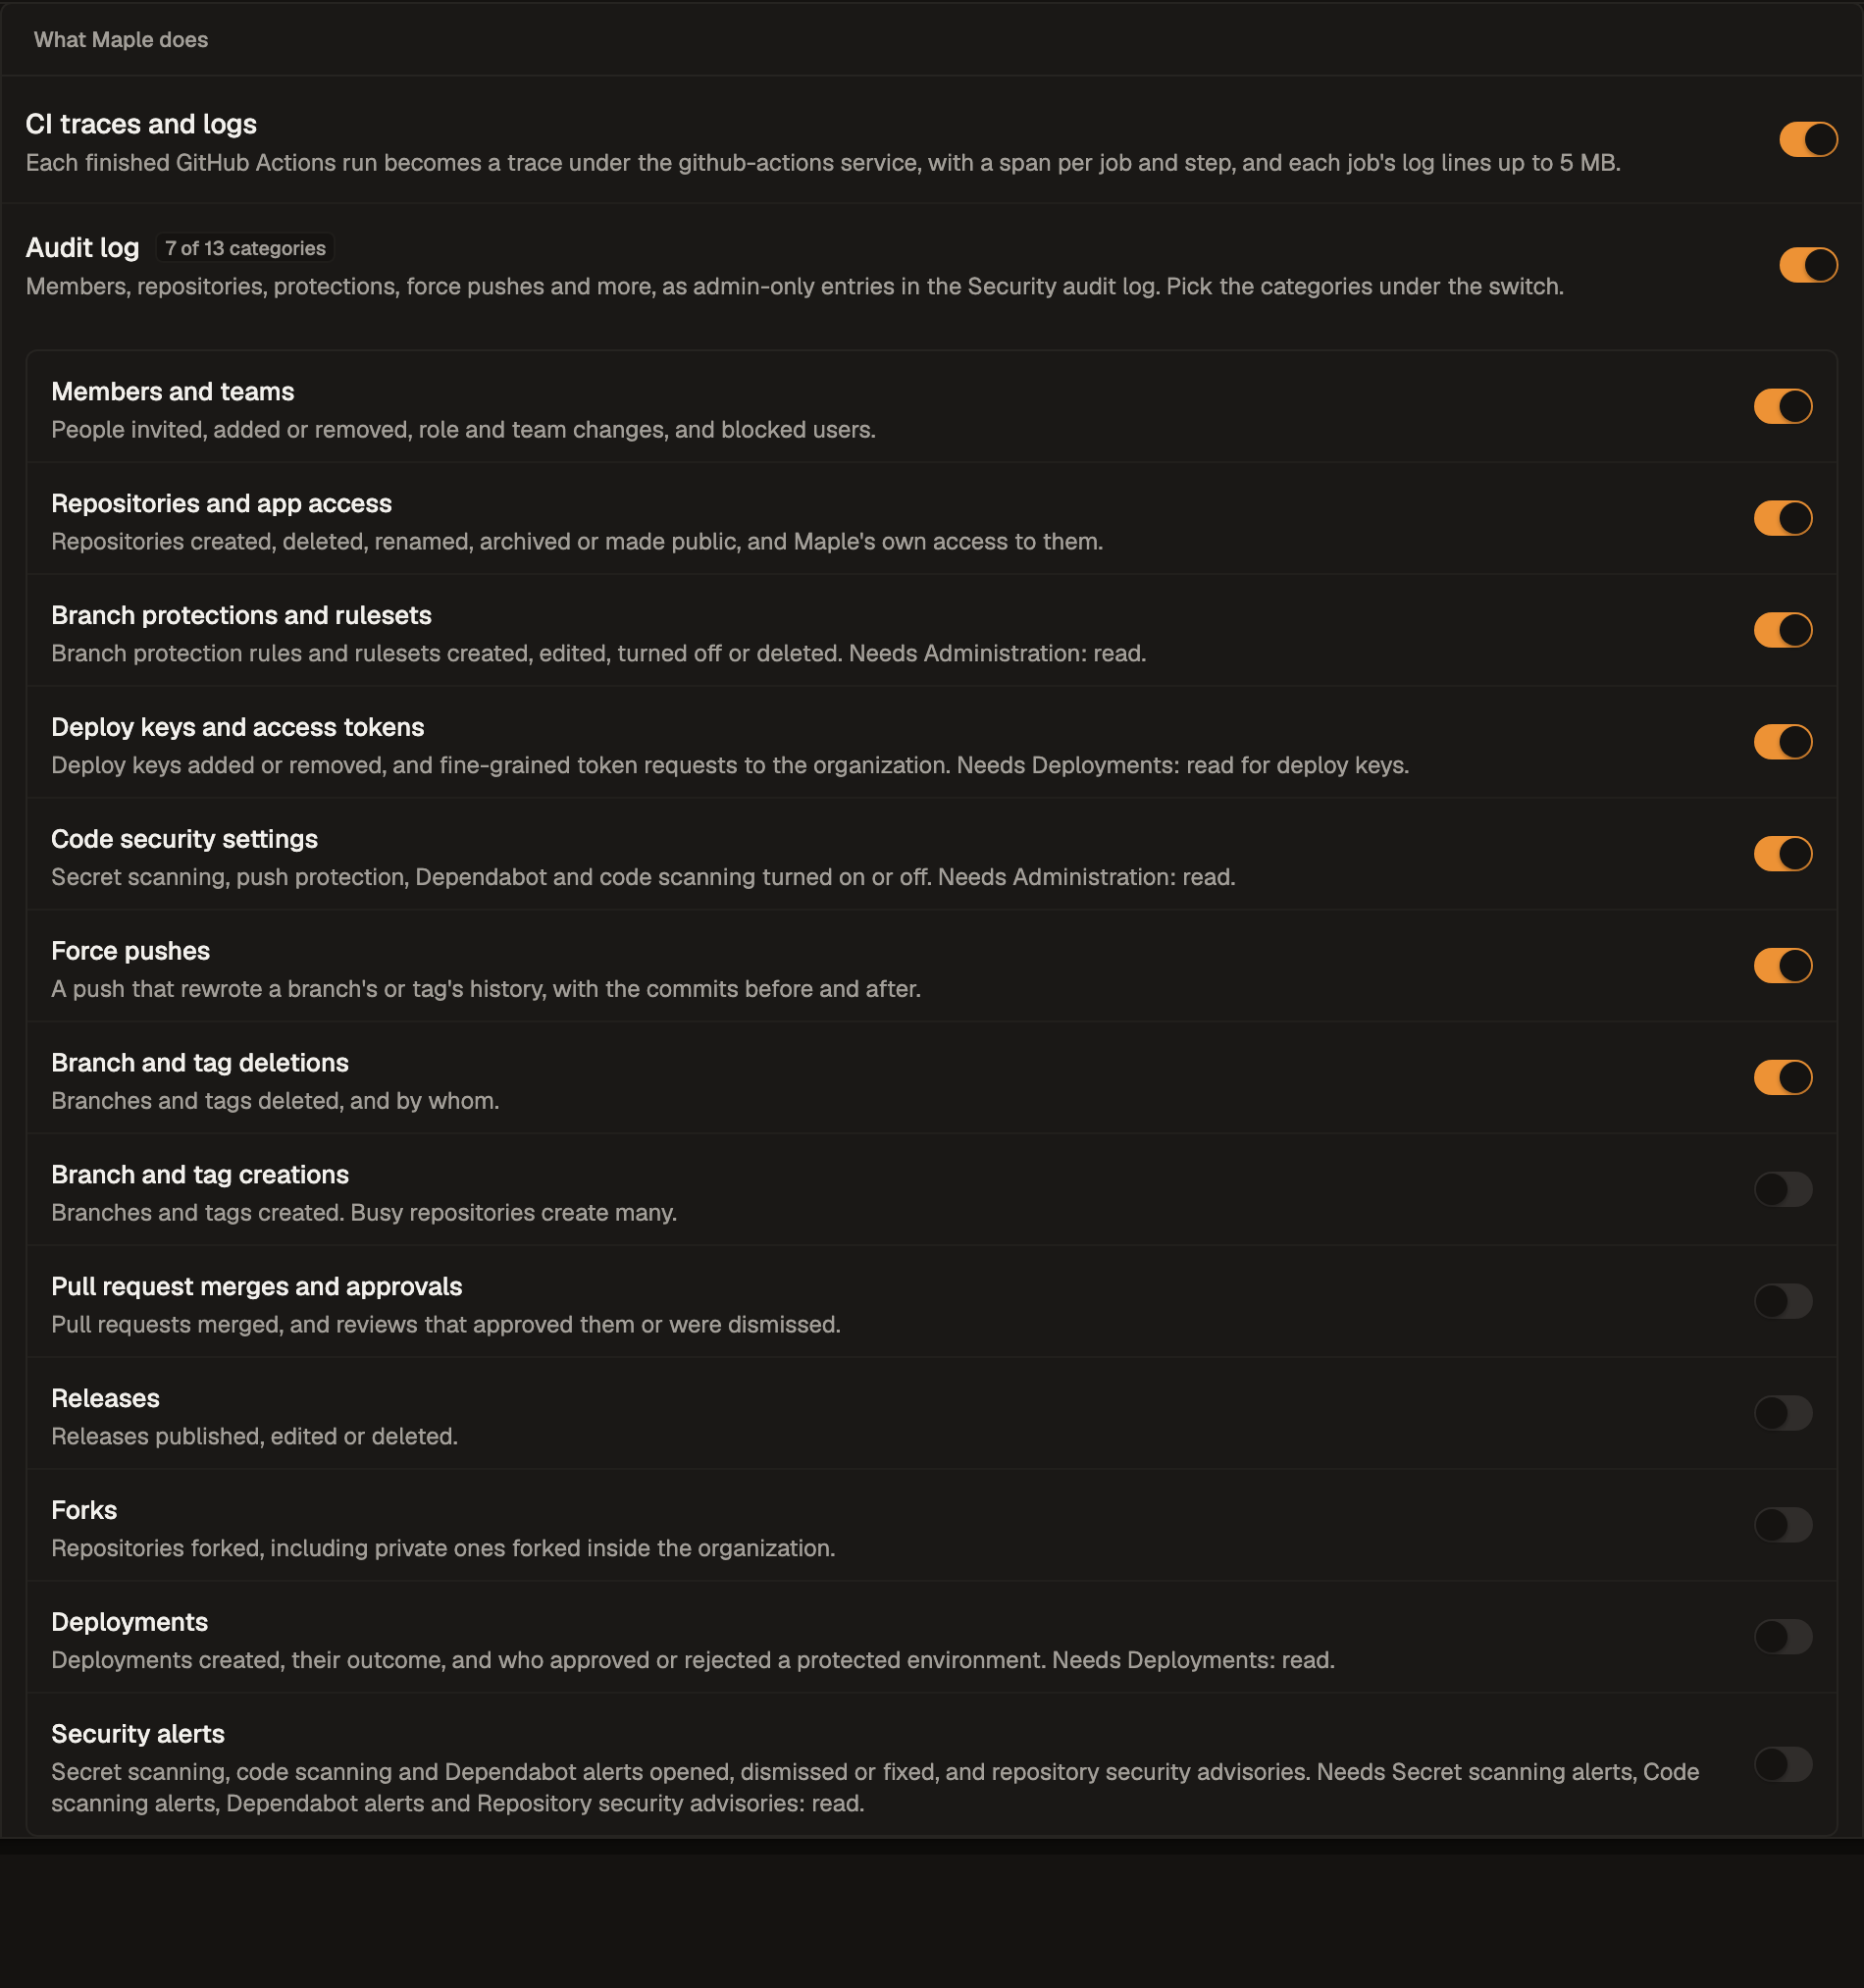 What Maple does
CI traces and logs
Each finished GitHub Actions run becomes a trace under the github-actions service, with a span per job and step, and each job's log lines up to 5 MB.
Audit log 7 of 13 categories
Members, repositories, protections, force pushes and more, as admin-only entries in the Security audit log. Pick the categories under the switch.
Members and teams
People invited, added or removed, role and team changes, and blocked users.
Repositories and app access
Repositories created, deleted, renamed, archived or made public, and Maple's own access to them.
Branch protections and rulesets
Branch protection rules and rulesets created, edited, turned off or deleted. Needs Administration: read.
Deploy keys and access tokens
Deploy keys added or removed, and fine-grained token requests to the organization. Needs Deployments: read for deploy keys.
Code security settings
Secret scanning, push protection, Dependabot and code scanning turned on or off. Needs Administration: read.
Force pushes
A push that rewrote a branch's or tag's history, with the commits before and after.
Branch and tag deletions
Branches and tags deleted, and by whom.
Branch and tag creations
Branches and tags created. Busy repositories create many.
Pull request merges and approvals
Pull requests merged, and reviews that approved them or were dismissed.
Releases
Releases published, edited or deleted.
Forks
Repositories forked, including private ones forked inside the organization.
Deployments
Deployments created, their outcome, and who approved or rejected a protected environment. Needs Deployments: read.
Security alerts
Secret scanning, code scanning and Dependabot alerts opened, dismissed or fixed, and repository security advisories. Needs Secret scanning alerts, Code
scanning alerts, Dependabot alerts and Repository security advisories: read.